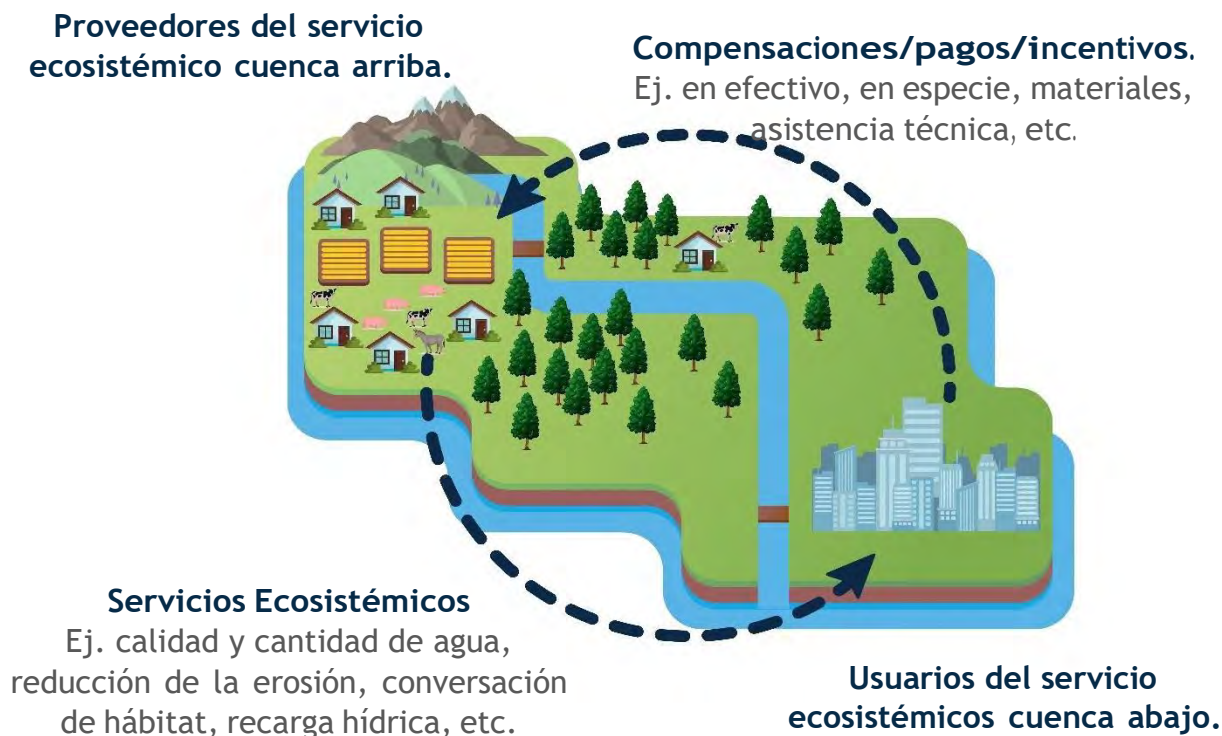 Proveedores del servicio
ecosistémico cuenca arriba.
Compensaciones/pagos/incentivos.
Ej. en efectivo, en especie, materiales,
asistencia técnica, etc.
Servicios Ecosistémicos
Ej. calidad y cantidad de agua,
reducción de la erosión, conversación
de hábitat, recarga hídrica, etc.
Usuarios del servicio
ecosistémicos cuenca abajo.